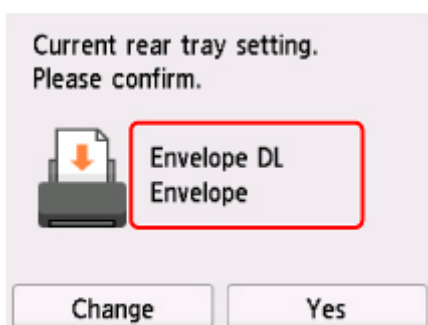 Current rear tray setting.
Please confirm.
Envelope DL
Envelope
Change
Yes